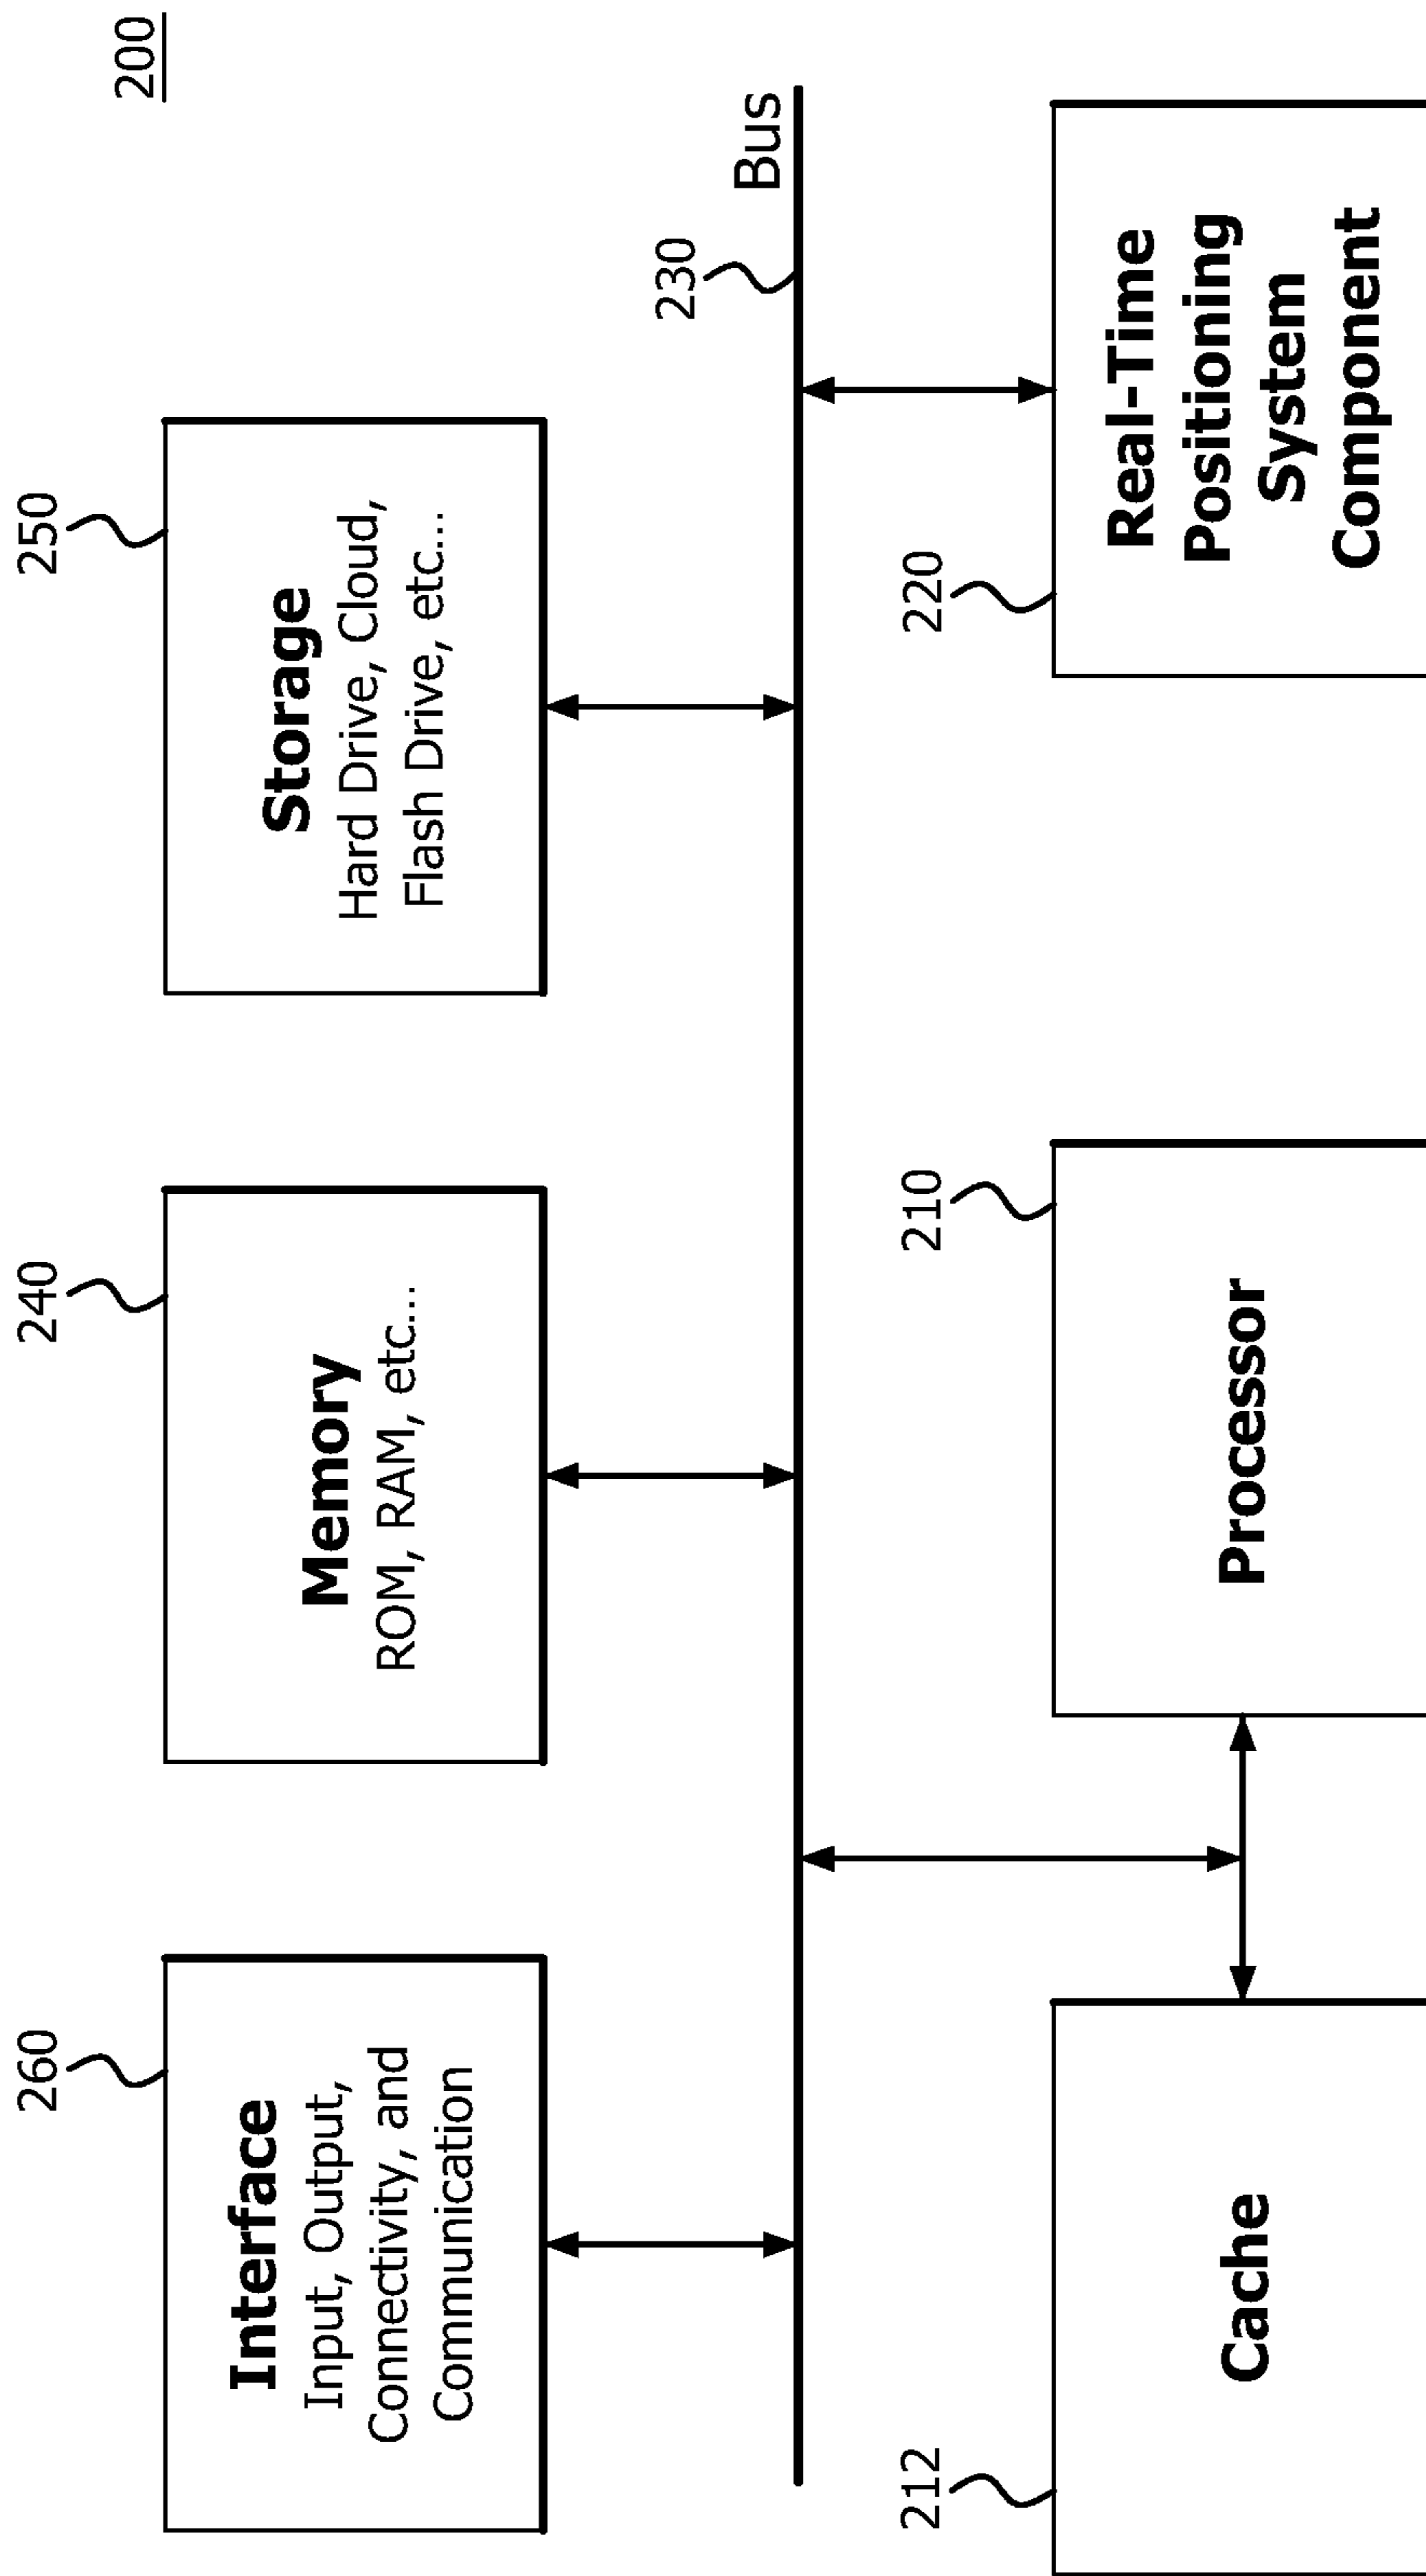 200
260
Interface
Input, Output,
Connectivity, and
Communication
240
Memory
ROM, RAM, etc...
250
Storage
Hard Drive, Cloud,
Flash Drive, etc...
230
Bus
212
Cache
210
Processor
220
Real-Time
Positioning
System
Component